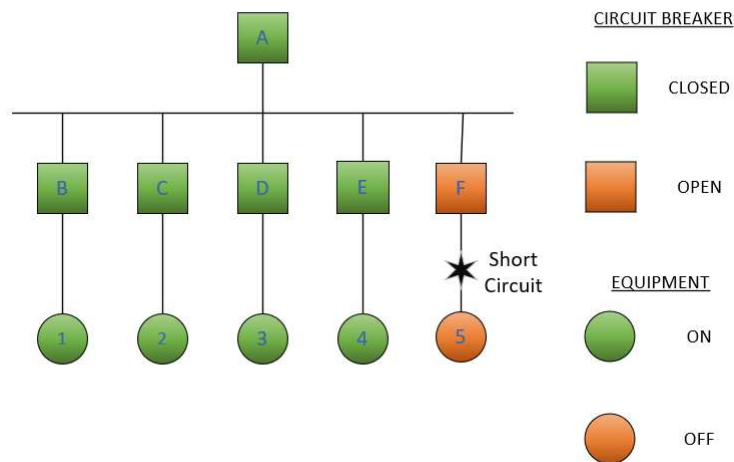 A
CIRCUIT BREAKER
CLOSED
B C D E F
OPEN
Short
Circuit
EQUIPMENT
1 2 3 4 5
ON
OFF